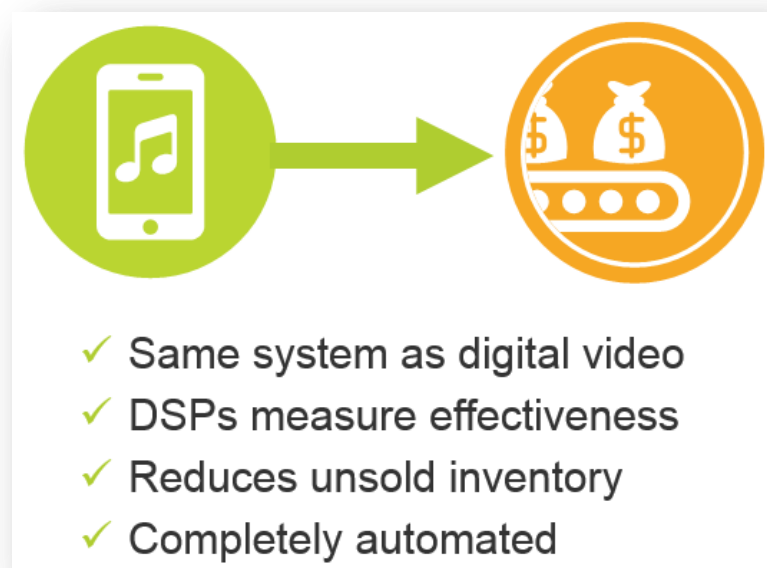 $ $
✓ Same system as digital video
✓ DSPs measure effectiveness
✓ Reduces unsold inventory
✓ Completely automated